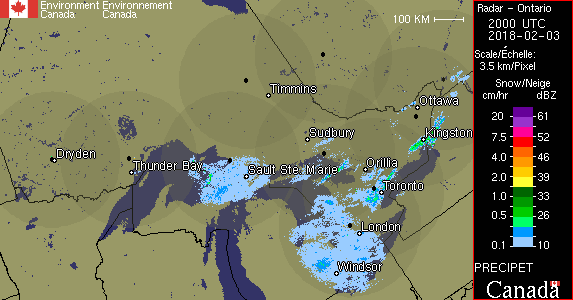 Environment Environnement
Canada Canada
100 KM
Radar – Ontario
2000 UTC
2018-02-03
Scale/Échelle:
3.5 km/Pixel
Snow/Neige
cm/hr dBZ
20 61
7.5 52
4.0 46
2.0 39
1.0 33
0.5 26
0.1 10
PRECIPET
Canada
Timmins
Ottawa
Sudbury
Kingston
Dryden
Thunder Bay
Sault Ste. Marie
Orillia
Toronto
London
Windsor